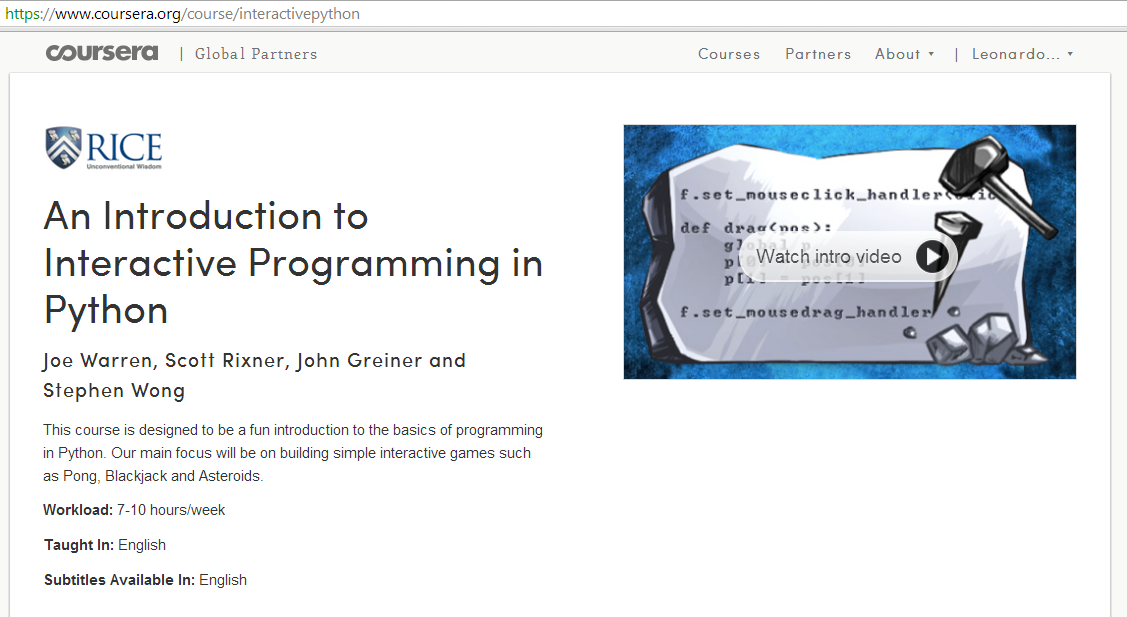 https://www.coursera.org/course/interactivepython
coursera | Global Partners
Courses Partners About | Leonardo...
RICE
Unconventional Wisdom
An Introduction to
Interactive Programming in
Python
Joe Warren, Scott Rixner, John Greiner and
Stephen Wong
This course is designed to be a fun introduction to the basics of programming
in Python. Our main focus will be on building simple interactive games such
as Pong, Blackjack and Asteroids.
Workload: 7-10 hours/week
Taught In: English
Subtitles Available In: English
f.set_mouseclick_handler(
def drag(pos):
global p
p[1] = pos[1]
f.set_mousedrag_handler
Watch intro video